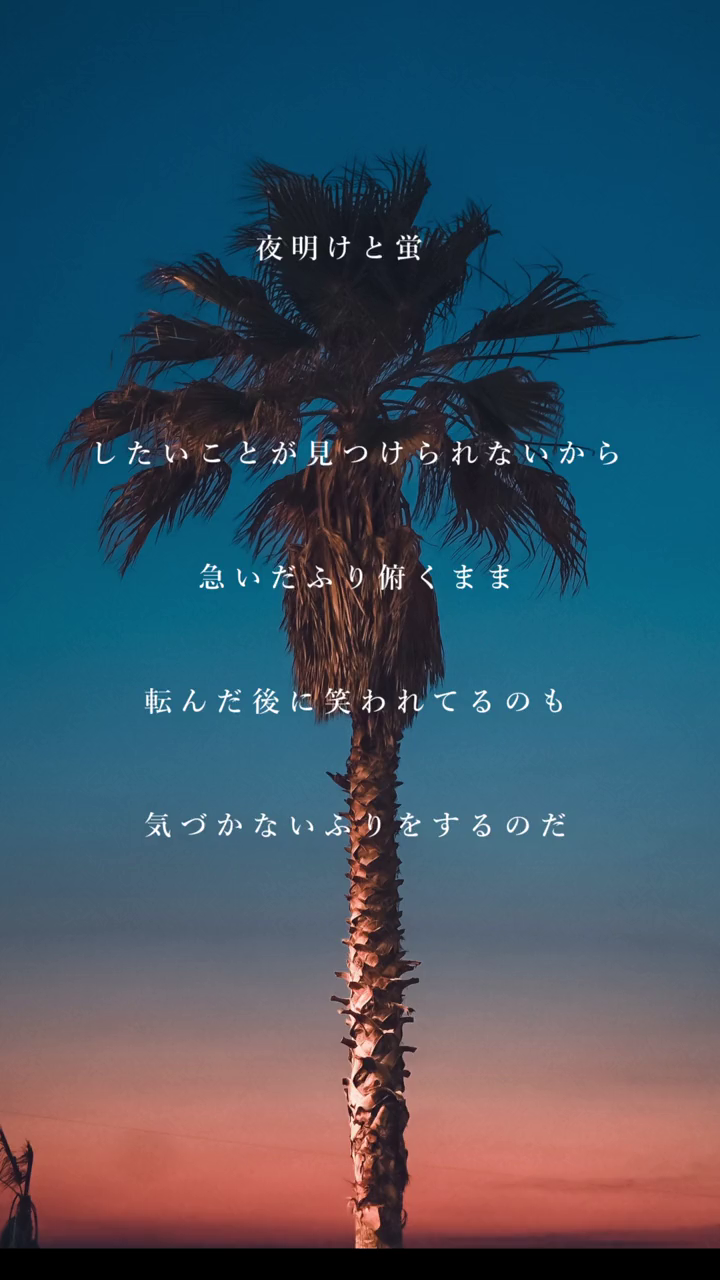 夜明けと蛍
したいことが見つけられないから
急いだふり俯くまま
転んだ後に笑われてるのも
気づかないふりをするのだ